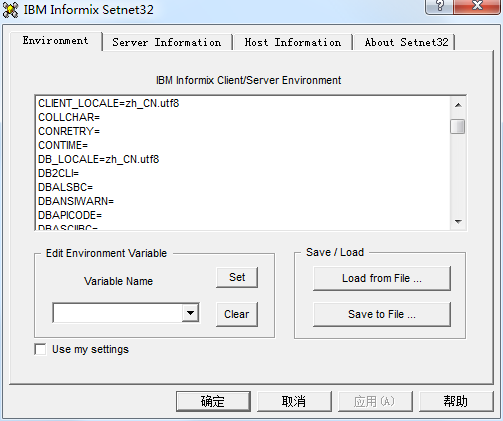 IBM Informix Setnet32
Environment
Server Information
Host Information
About Setnet32
IBM Informix Client/Server Environment
CLIENT_LOCALE=zh_CN.utf8
COLLCHAR=
CONRETRY=
CONTIME=
DB_LOCALE=zh_CN.utf8
DB2CLI=
DBALSBC=
DBANSIWARN=
DBAPICODE=
DBASCIIBC=
Edit Environment Variable
Variable Name
Set
Clear
Save / Load
Load from File ...
Save to File ...
Use my settings
确定
取消
应用(A)
帮助